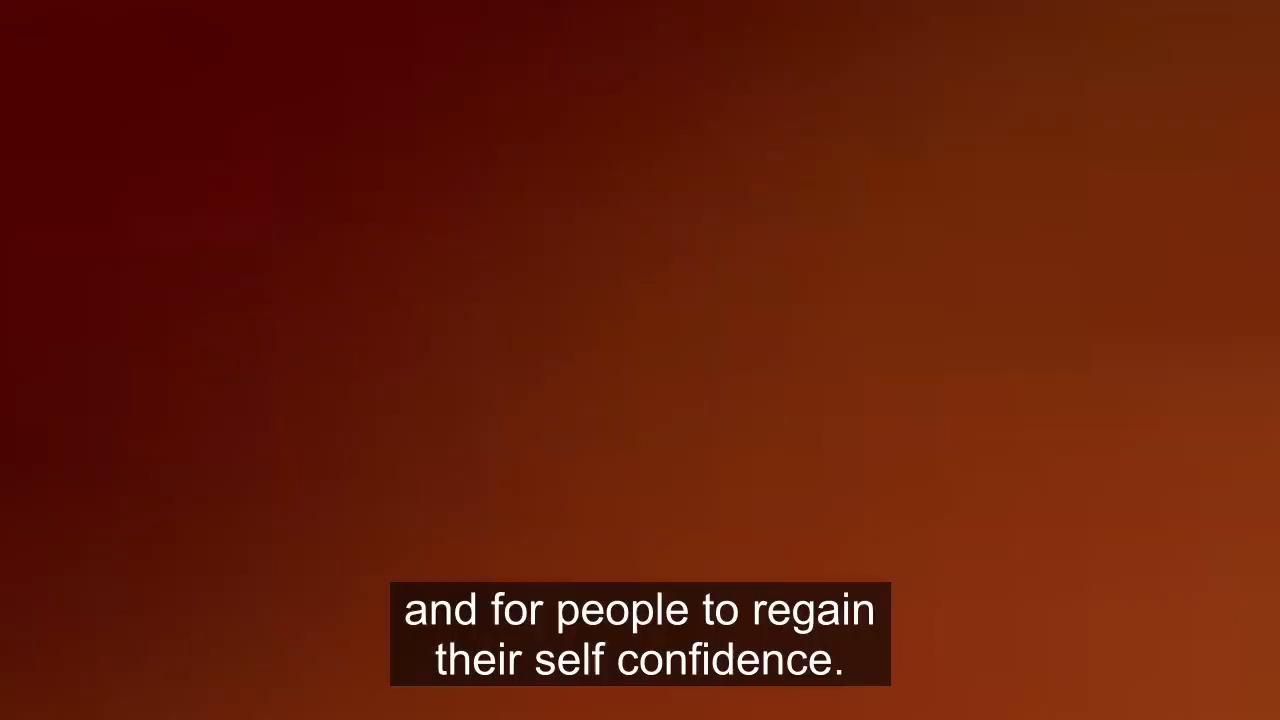 and for people to regain
their self confidence.